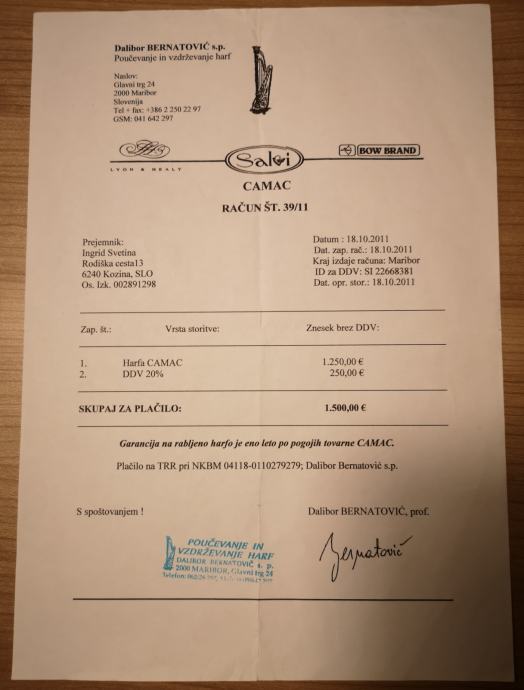 Dalibor BERNATOVIĆ s.p.
Poučevanje in vzdrževanje harf
Naslov:
Glavni trg 24
2000 Maribor
Slovenija
Tel + fax: +386 2 250 22 97
GSM: 041 642 297
LYON & HEALY
Salvi
BOW BRAND
CAMAC
RAČUN ŠT. 39/11
Prejemnik:
Ingrid Svetina
Rodiška cesta13
6240 Kozina, SLO
Os. Izk. 002891298
Datum : 18.10.2011
Dat. zap. rač.: 18.10.2011
Kraj izdaje računa: Maribor
ID za DDV: SI 22668381
Dat. opr. stor.: 18.10.2011
Zap. št.: Vrsta storitve: Znesek brez DDV:
1. Harfa CAMAC 1.250,00 €
2. DDV 20% 250,00 €
SKUPAJ ZA PLAČILO: 1.500,00 €
Garancija na rabljeno harfo je eno leto po pogojih tovarne CAMAC.
Plačilo na TRR pri NKBM 04118-0110279279; Dalibor Bernatovič s.p.
S spoštovanjem !
Dalibor BERNATOVIĆ, prof.
POUČEVANJE IN
VZDRŽEVANJE HARF
DALIBOR BERNATOVIČ s. p.
2000 MARIBOR, Glavni trg 24
Telefon:
Bernatović